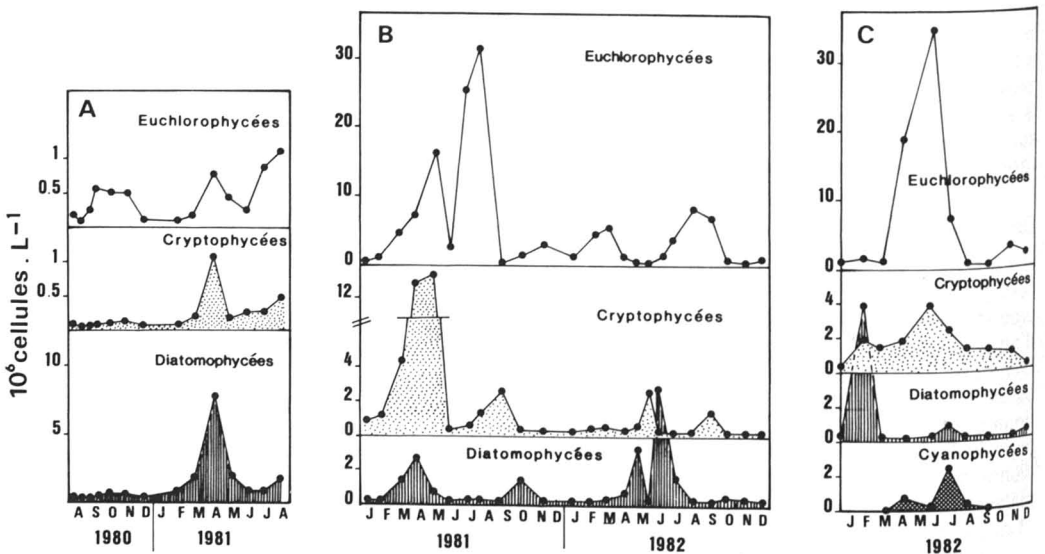 10⁶cellules . L⁻¹
A
Euchlorophycées
1
0.5
Cryptophycées
1
0.5
Diatomophycées
10
5
A S O N D J F M A M J J A
1980 1981
B
Euchlorophycées
30
20
10
0
Cryptophycées
12
4
2
0
Diatomophycées
2
0
J F M A M J J A S O N D J F M A M J J A S O N D
1981 1982
C
Euchlorophycées
30
20
10
0
Cryptophycées
4
2
0
Diatomophycées
2
0
Cyanophycées
2
0
J F M A M J J A S O N D
1982